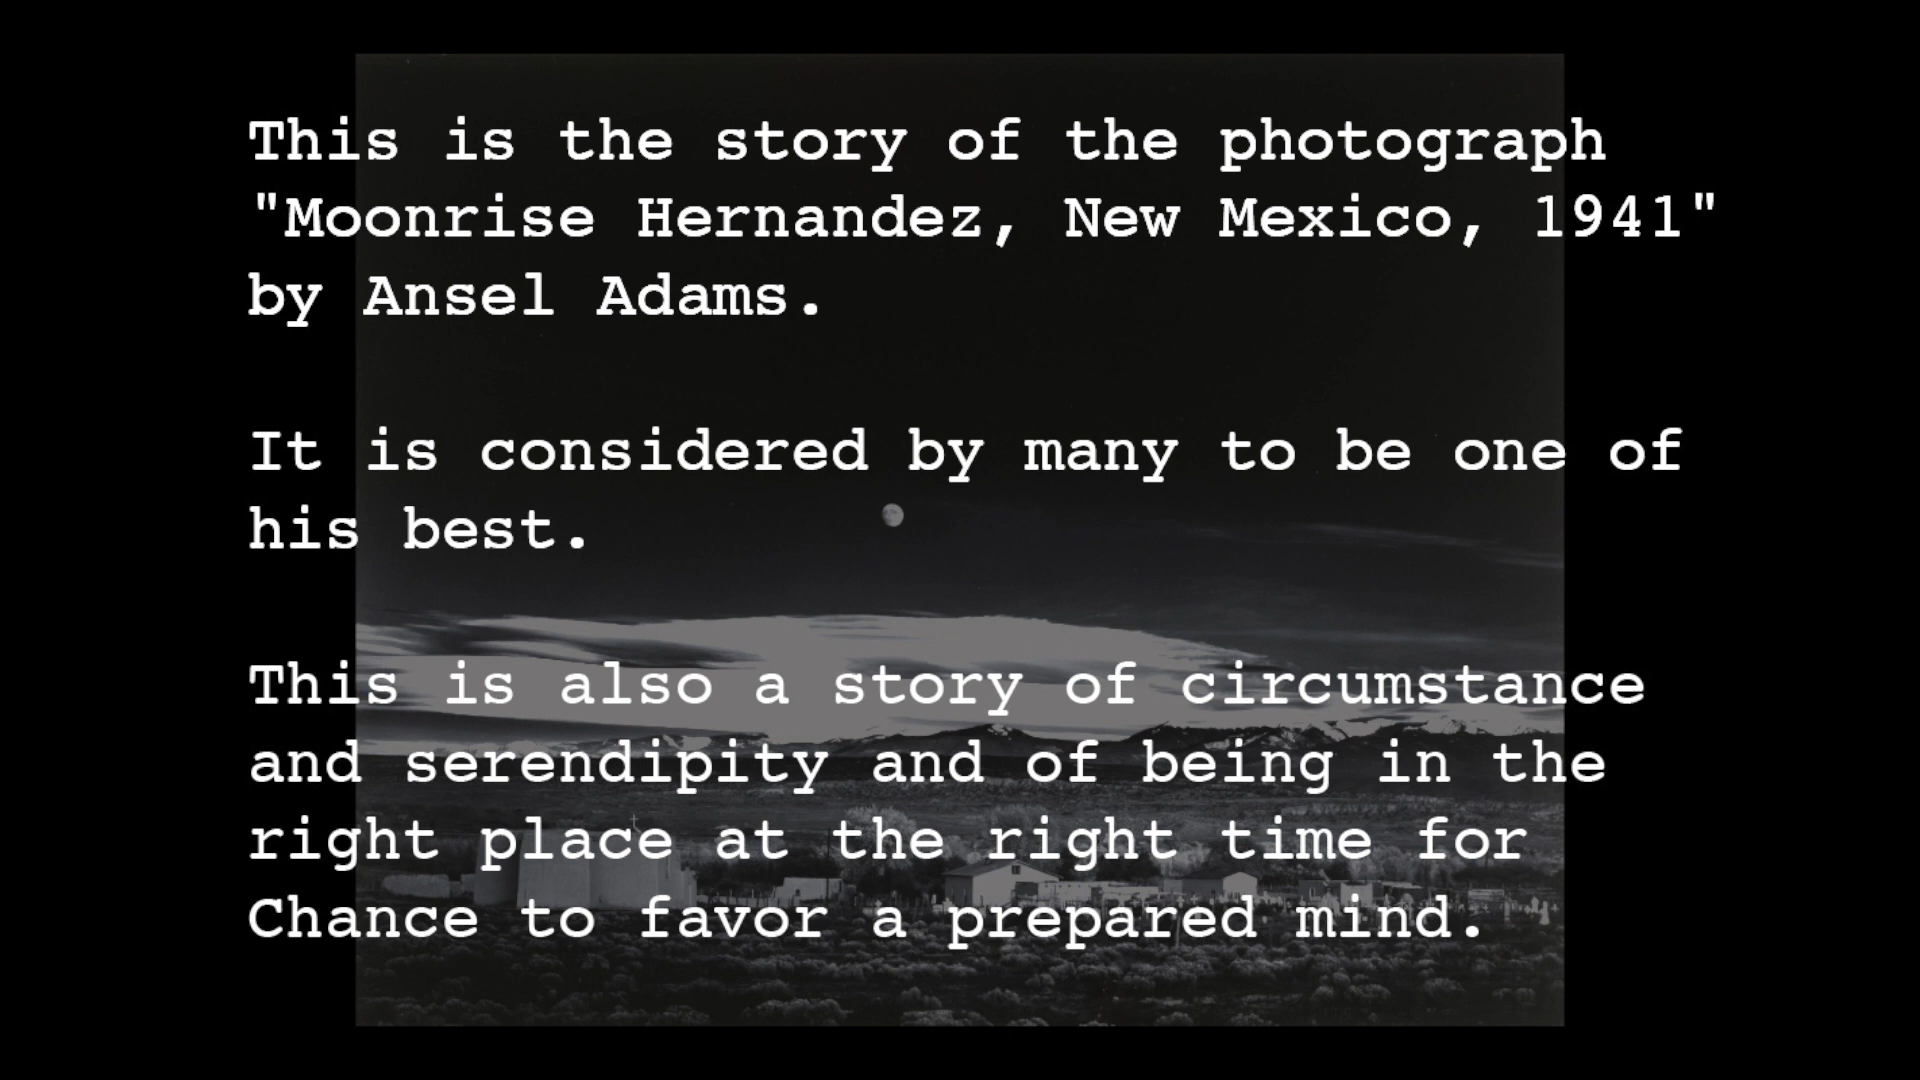 This is the story of the photograph
"Moonrise Hernandez, New Mexico, 1941"
by Ansel Adams.
It is considered by many to be one of
his best.
This is also a story of circumstance
and serendipity and of being in the
right place at the right time for
Chance to favor a prepared mind.